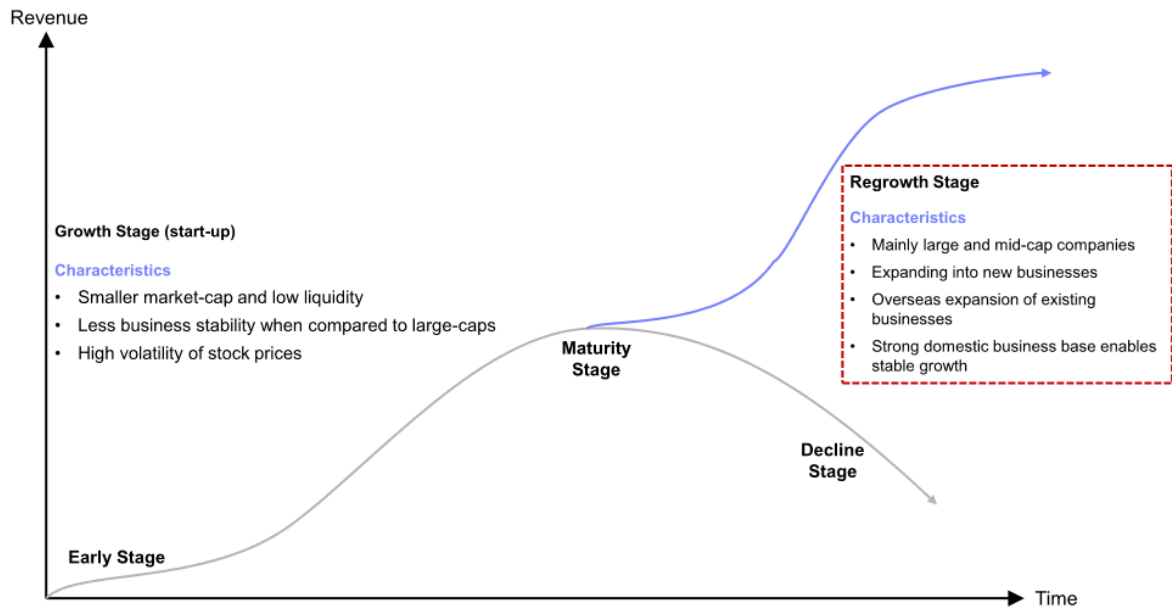 Revenue
Growth Stage (start-up)
Characteristics
• Smaller market-cap and low liquidity
• Less business stability when compared to large-caps
• High volatility of stock prices
Early Stage
Maturity
Stage
Decline
Stage
Regrowth Stage
Characteristics
• Mainly large and mid-cap companies
• Expanding into new businesses
• Overseas expansion of existing
businesses
• Strong domestic business base enables
stable growth
Time